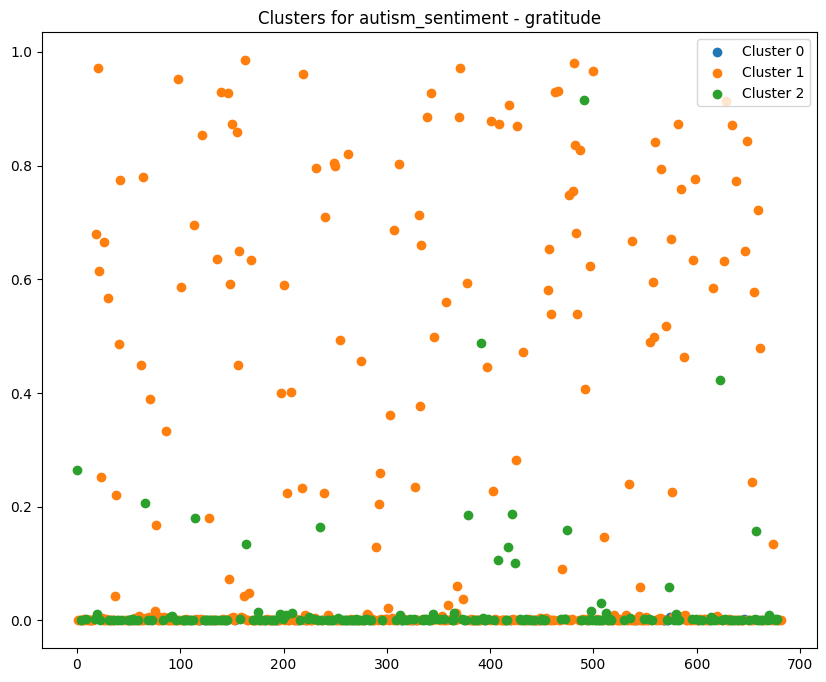 Clusters for autism_sentiment - gratitude
Cluster 0
Cluster 1
Cluster 2
1.0
0.8
0.6
0.4
0.2
0.0
0 100 200 300 400 500 600 700